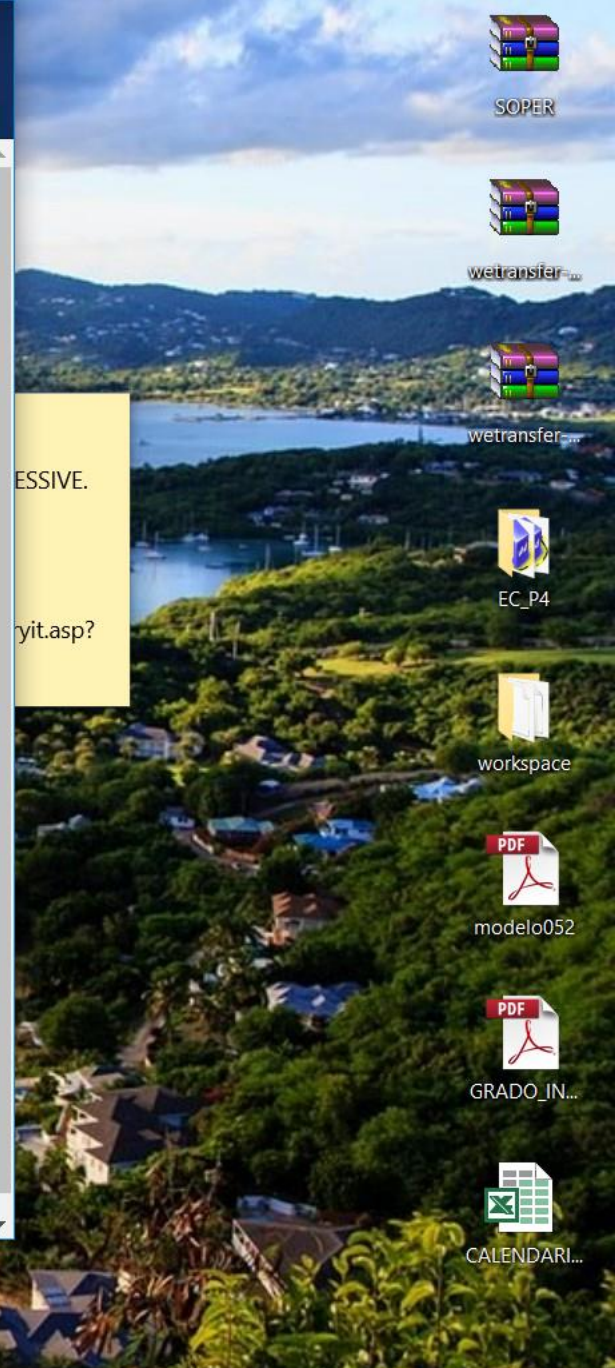 SOPER
wetransfer-...
wetransfer-...
ESSIVE.
EC_P4
ryit.asp?
workspace
PDF
modelo052
PDF
GRADO_IN...
CALENDARI...